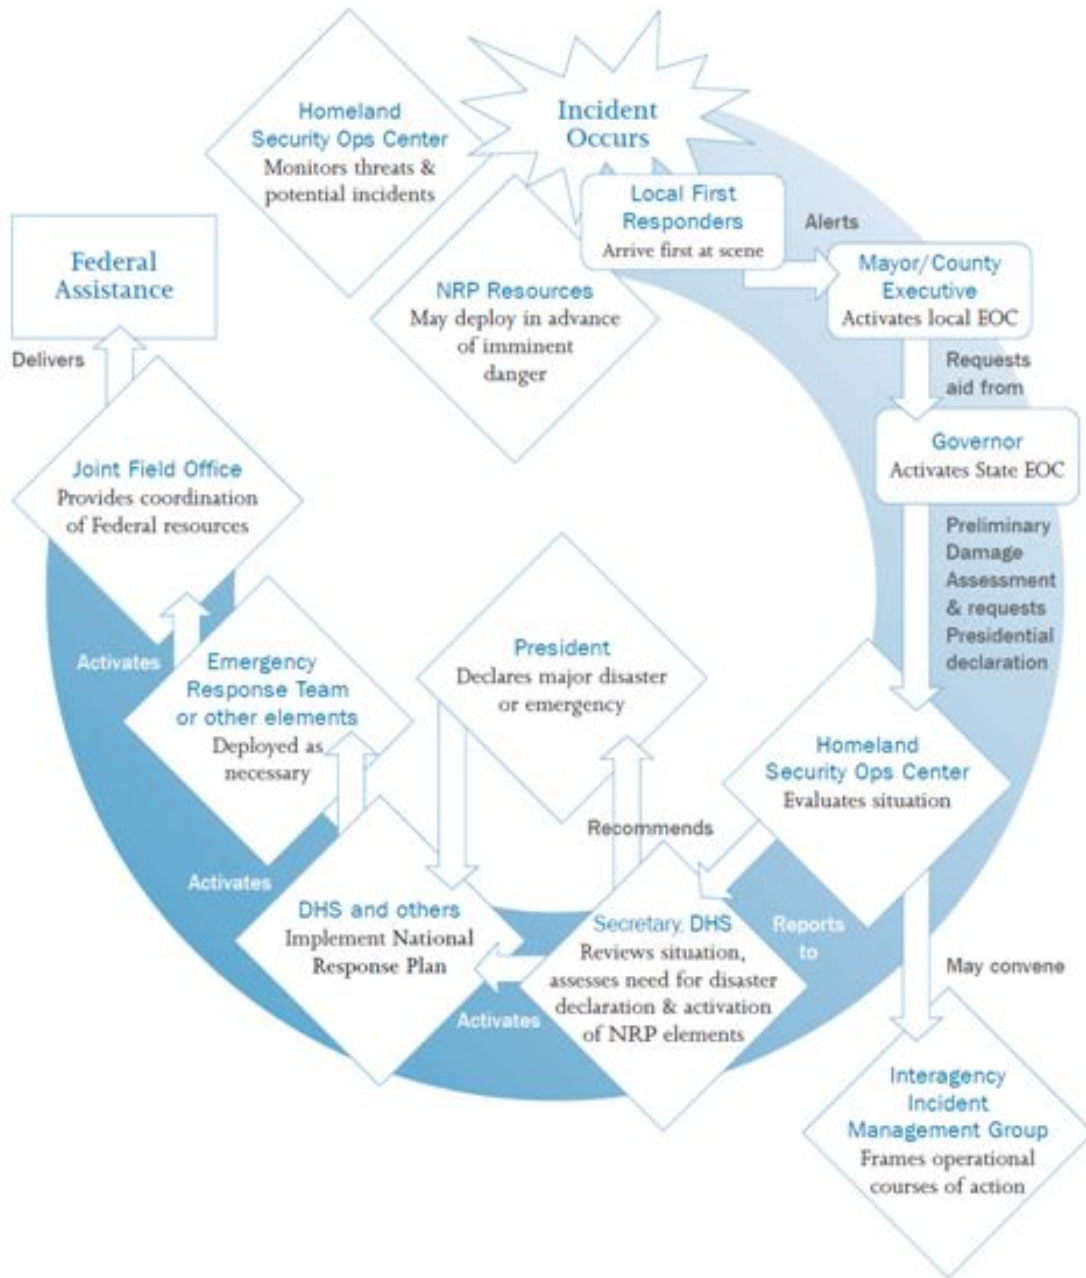 Incident
Occurs
Homeland
Security Ops Center
Monitors threats &
potential incidents
NRP Resources
May deploy in advance
of imminent
danger
Local First
Responders
Arrive first at scene
Alerts
Mayor/County
Executive
Activates local EOC
Requests
aid from
Governor
Activates State EOC
Preliminary
Damage
Assessment
& requests
Presidential
declaration
Homeland
Security Ops Center
Evaluates situation
May convene
Interagency
Incident
Management Group
Frames operational
courses of action
Reports
to
Secretary, DHS
Reviews situation,
assesses need for disaster
declaration & activation
of NRP elements
Recommends
President
Declares major disaster
or emergency
Activates
DHS and others
Implement National
Response Plan
Activates
Emergency
Response Team
or other elements
Deployed as
necessary
Activates
Joint Field Office
Provides coordination
of Federal resources
Delivers
Federal
Assistance